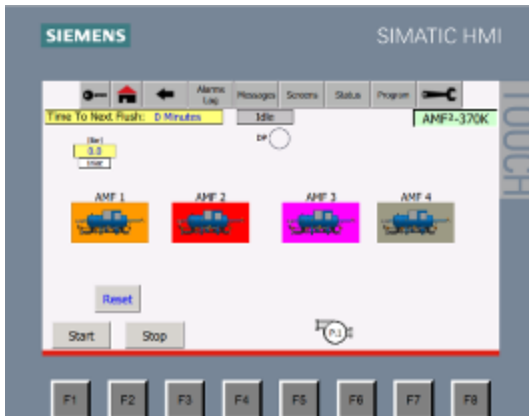 SIEMENS
SIMATIC HMI
TOUCH
Alarms Log
Messages
Screens
Status
Program
Time To Next Flush: 0 Minutes
Idle
AMF²-370K
DP
[Bar]
0.0
Inlet
AMF 1
AMF 2
AMF 3
AMF 4
Reset
Start
Stop
P.1
F1
F2
F3
F4
F5
F6
F7
F8